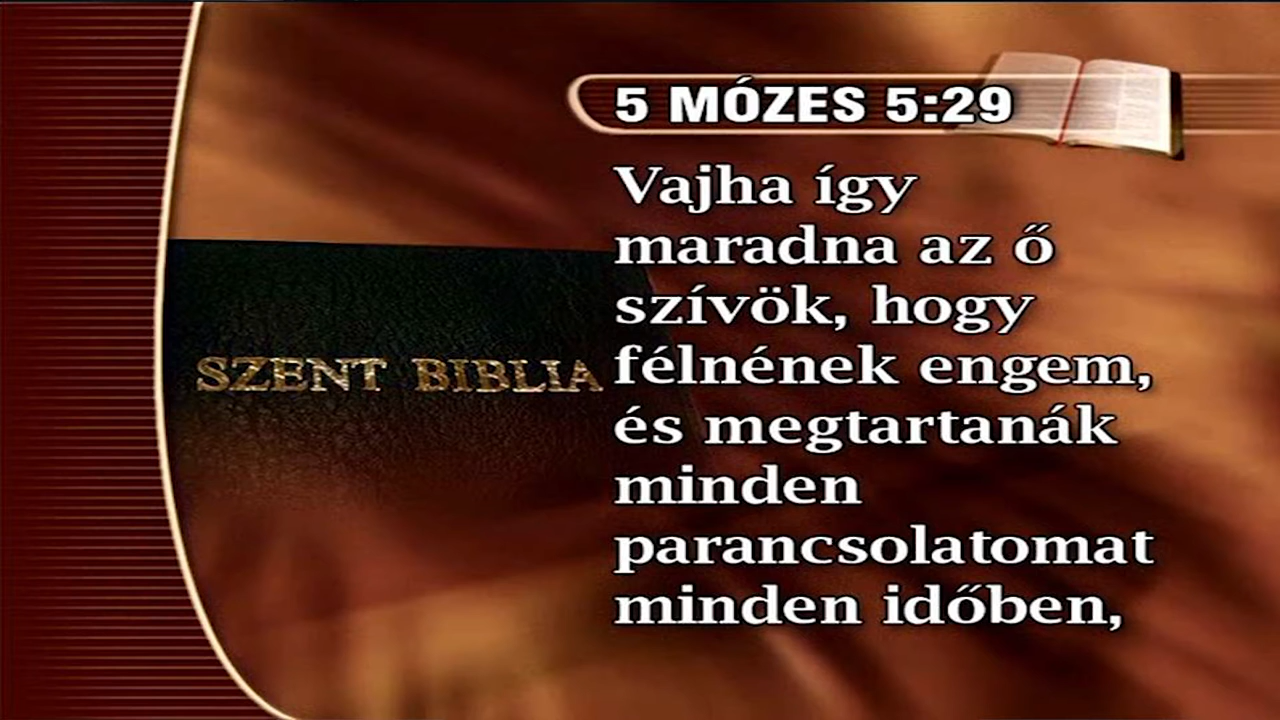 5 MÓZES 5:29
Vajha így
maradna az ő
szívök, hogy
félnének engem,
és megtartanák
minden
parancsolatomat
minden időben,
SZENT BIBLIA